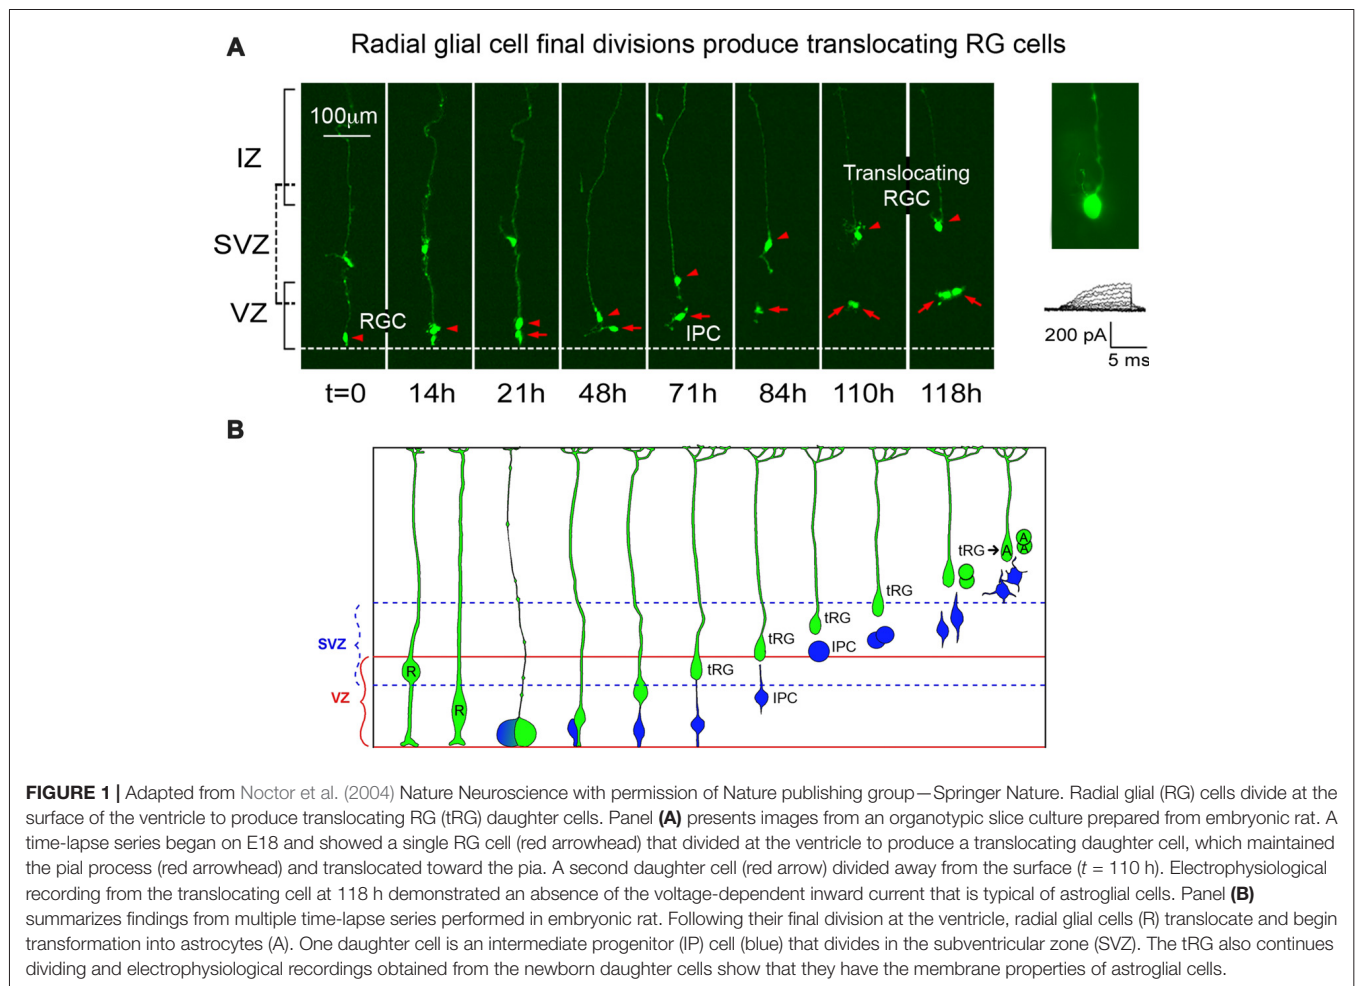 A
Radial glial cell final divisions produce translocating RG cells
100μm
IZ
SVZ
VZ
RGC
IPC
Translocating
RGC
200 pA
5 ms
t=0 14h 21h 48h 71h 84h 110h 118h
B
SVZ
VZ
R
R
tRG
tRG
IPC
tRG
IPC
tRG
tRG
A
A
A
FIGURE 1 | Adapted from Noctor et al. (2004) Nature Neuroscience with permission of Nature publishing group—Springer Nature. Radial glial (RG) cells divide at the
surface of the ventricle to produce translocating RG (tRG) daughter cells. Panel (A) presents images from an organotypic slice culture prepared from embryonic rat. A
time-lapse series began on E18 and showed a single RG cell (red arrowhead) that divided at the ventricle to produce a translocating daughter cell, which maintained
the pial process (red arrowhead) and translocated toward the pia. A second daughter cell (red arrow) divided away from the surface (t = 110 h). Electrophysiological
recording from the translocating cell at 118 h demonstrated an absence of the voltage-dependent inward current that is typical of astroglial cells. Panel (B)
summarizes findings from multiple time-lapse series performed in embryonic rat. Following their final division at the ventricle, radial glial cells (R) translocate and begin
transformation into astrocytes (A). One daughter cell is an intermediate progenitor (IP) cell (blue) that divides in the subventricular zone (SVZ). The tRG also continues
dividing and electrophysiological recordings obtained from the newborn daughter cells show that they have the membrane properties of astroglial cells.